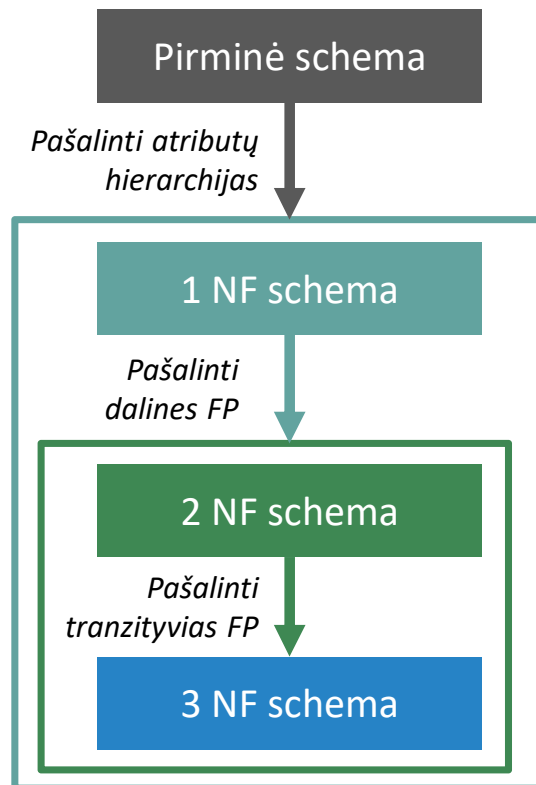 Pirminė schema
Pašalinti atributų
hierarchijas
1 NF schema
Pašalinti
dalines FP
2 NF schema
Pašalinti
tranzityvias FP
3 NF schema